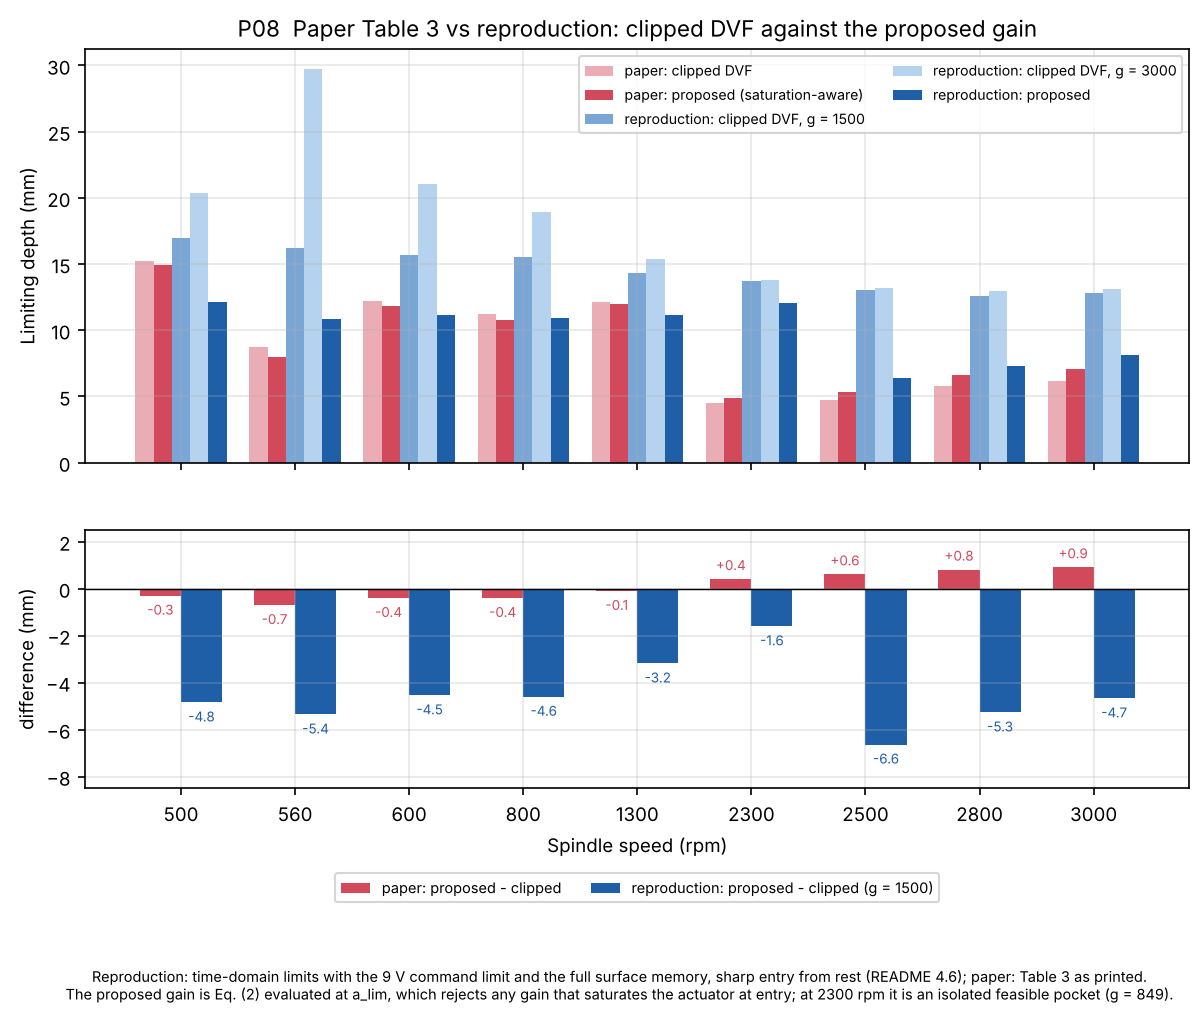 P08  Paper Table 3 vs reproduction: clipped DVF against the proposed gain
paper: clipped DVF
paper: proposed (saturation-aware)
reproduction: clipped DVF, g = 1500
reproduction: clipped DVF, g = 3000
reproduction: proposed
Limiting depth (mm)
30
25
20
15
10
5
0
difference (mm)
2
0
−2
−4
−6
−8
-0.3
-0.7
-0.4
-0.4
-0.1
+0.4
+0.6
+0.8
+0.9
-4.8
-5.4
-4.5
-4.6
-3.2
-1.6
-6.6
-5.3
-4.7
500 560 600 800 1300 2300 2500 2800 3000
Spindle speed (rpm)
paper: proposed - clipped
reproduction: proposed - clipped (g = 1500)
Reproduction: time-domain limits with the 9 V command limit and the full surface memory, sharp entry from rest (README 4.6); paper: Table 3 as printed.
The proposed gain is Eq. (2) evaluated at a_lim, which rejects any gain that saturates the actuator at entry; at 2300 rpm it is an isolated feasible pocket (g = 849).